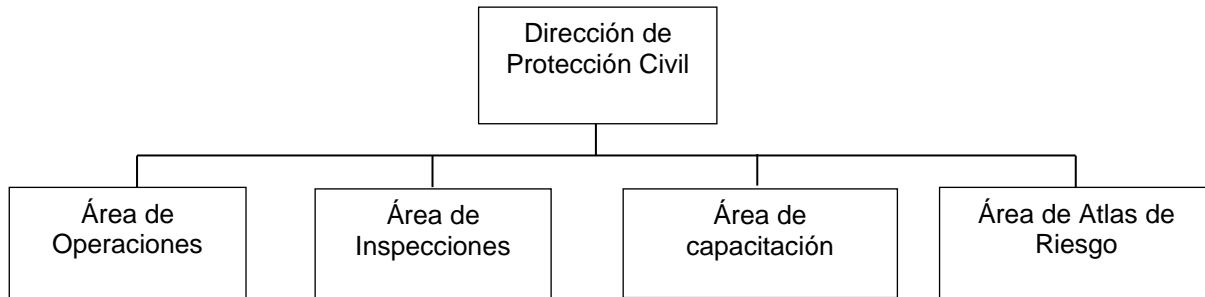 Dirección de
Protección Civil
Área de
Operaciones
Área de
Inspecciones
Área de
capacitación
Área de Atlas de
Riesgo